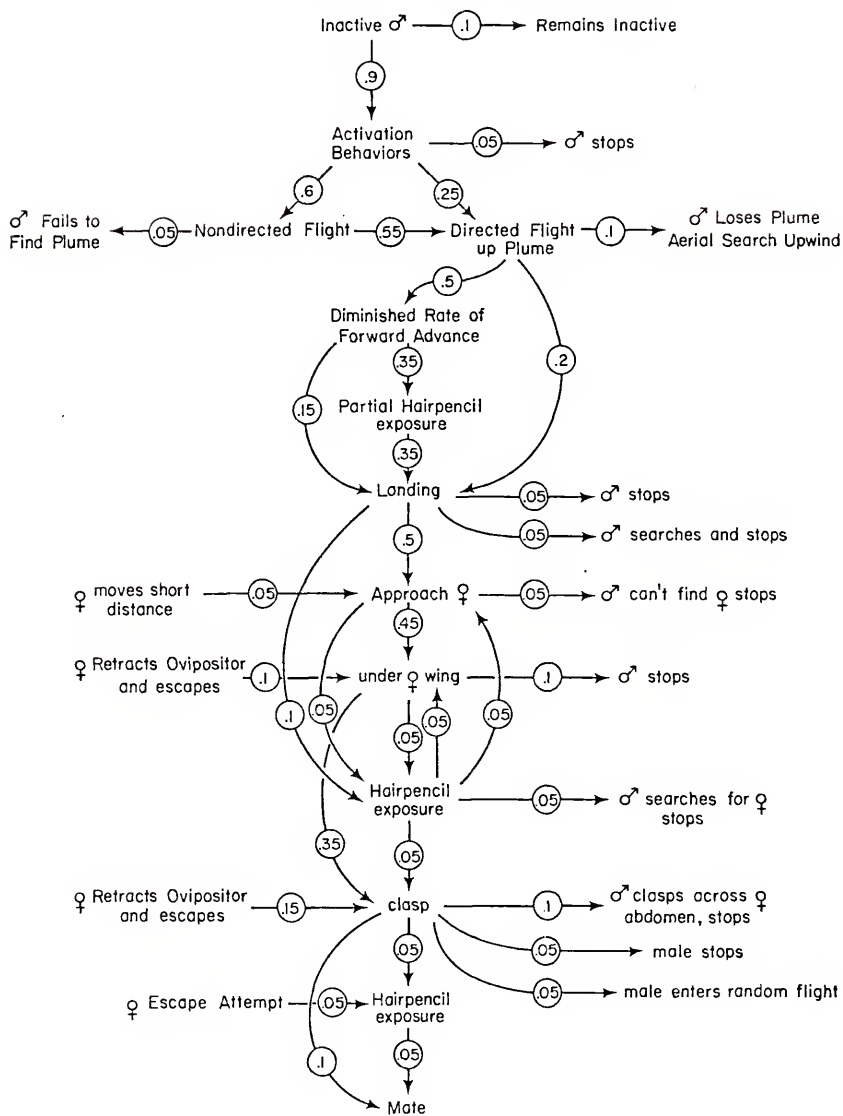 Inactive ♂ .1 Remains Inactive
.9
Activation
Behaviors .05 ♂ stops
.6 .25
♂ Fails to
Find Plume .05 Nondirected Flight .55 Directed Flight
up Plume .1 ♂ Loses Plume
Aerial Search Upwind
.5
Diminished Rate of
Forward Advance
.35 .2
.15 Partial Hairpencil
exposure
.35
Landing .05 ♂ stops
.05 ♂ searches and stops
.5
♀ moves short
distance .05 Approach ♀ .05 ♂ can't find ♀ stops
.45
♀ Retracts Ovipositor
and escapes .1 under ♀ wing .1 ♂ stops
.1 .05 .05 .05 .05
Hairpencil
exposure .05 ♂ searches for ♀
stops
.35 .05
♀ Retracts Ovipositor
and escapes .15 clasp .1 ♂ clasps across ♀
abdomen, stops
.05 .05 male stops
.05 male enters random flight
♀ Escape Attempt .05 Hairpencil
exposure
.1 .05
Mate